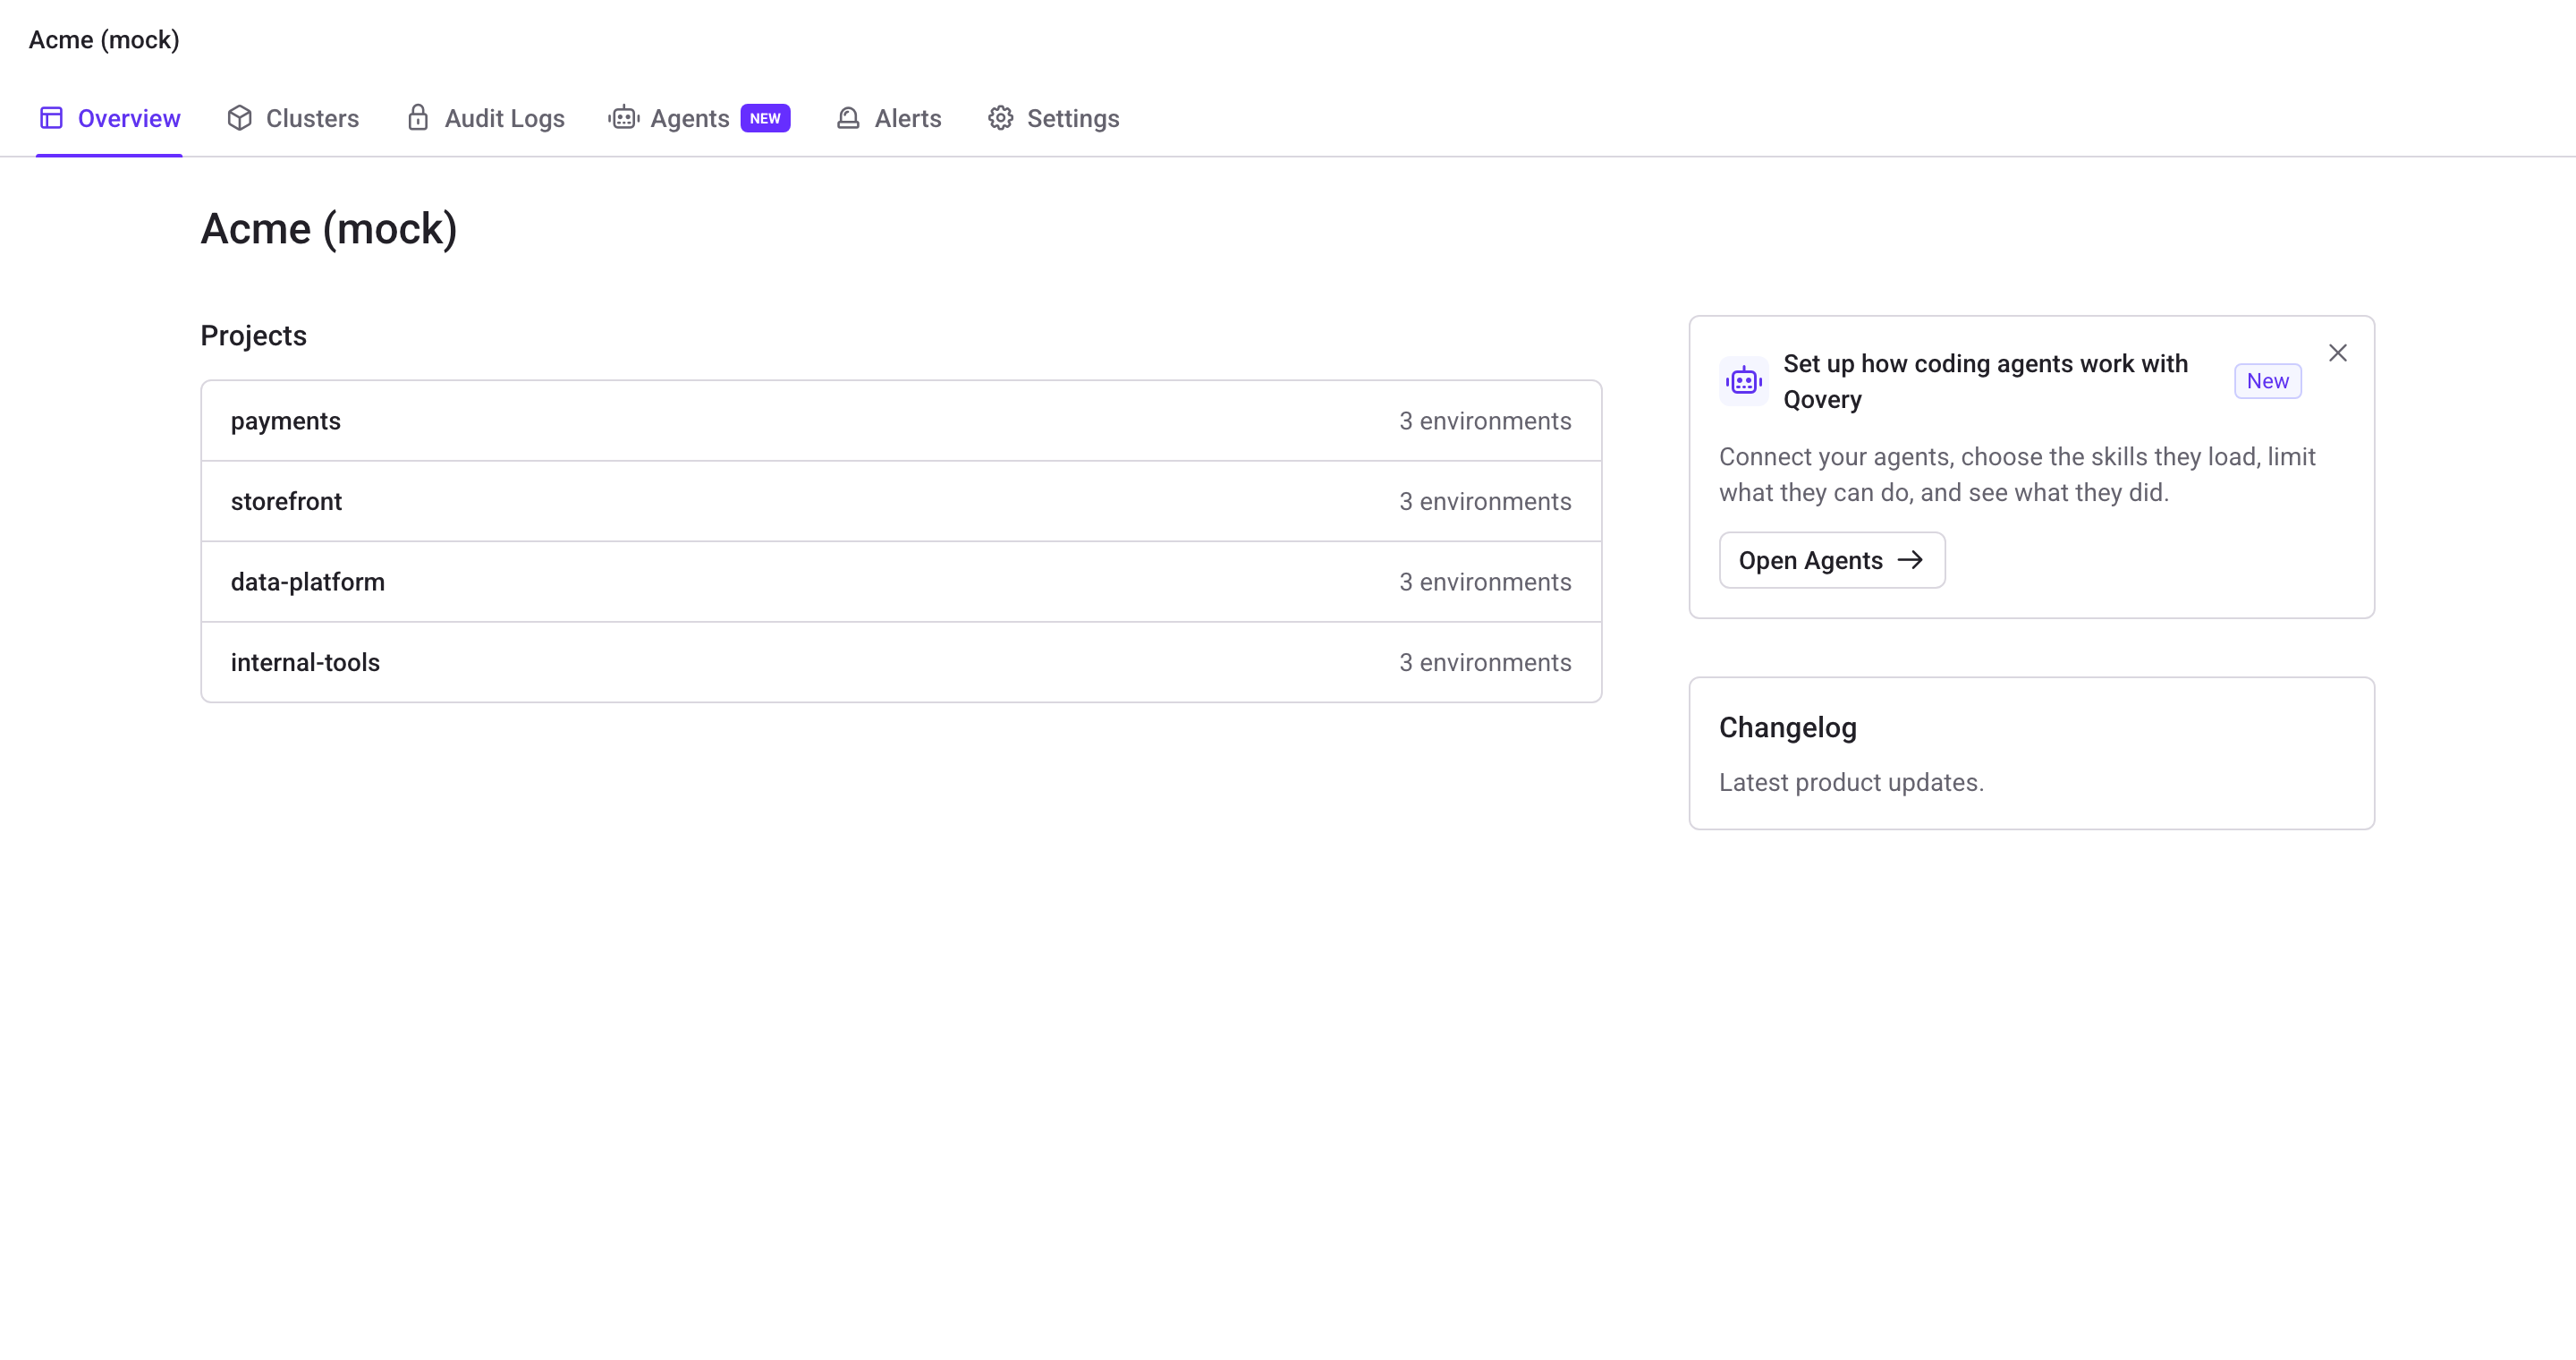 Acme (mock)
Overview
Clusters
Audit Logs
Agents NEW
Alerts
Settings
Acme (mock)
Projects
payments 3 environments
storefront 3 environments
data-platform 3 environments
internal-tools 3 environments
Set up how coding agents work with
Qovery
New
Connect your agents, choose the skills they load, limit
what they can do, and see what they did.
Open Agents
Changelog
Latest product updates.